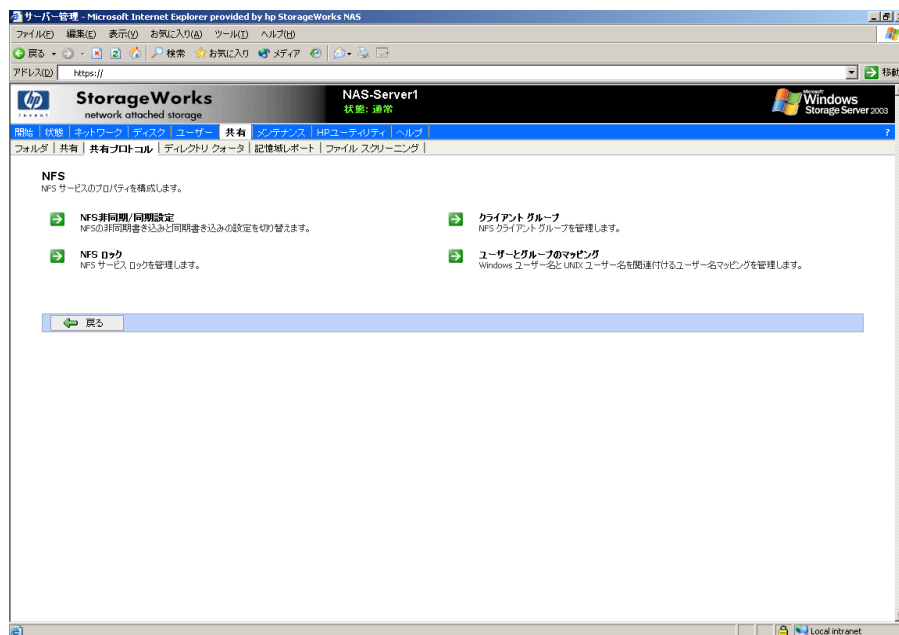 サーバー管理 - Microsoft Internet Explorer provided by hp StorageWorks NAS
ファイル(F) 編集(E) 表示(V) お気に入り(A) ツール(T) ヘルプ(H)
戻る 検索 お気に入り メディア
アドレス(D) https:// 移動
hp invent StorageWorks NAS-Server1 Microsoft Windows
network attached storage 状態: 通常 Storage Server 2003
開始 状態 ネットワーク ディスク ユーザー 共有 メンテナンス HPユーティリティ ヘルプ ?
フォルダ 共有 共有プロトコル ディレクトリ クォータ 記憶域レポート ファイル スクリーニング
NFS
NFS サービスのプロパティを構成します。
NFS非同期/同期設定
NFSの非同期書き込みと同期書き込みの設定を切り替えます。
クライアント グループ
NFS クライアント グループを管理します。
NFS ロック
NFS サービス ロックを管理します。
ユーザーとグループのマッピング
Windows ユーザー名と UNIX ユーザー名を関連付けるユーザー名マッピングを管理します。
戻る
Local intranet